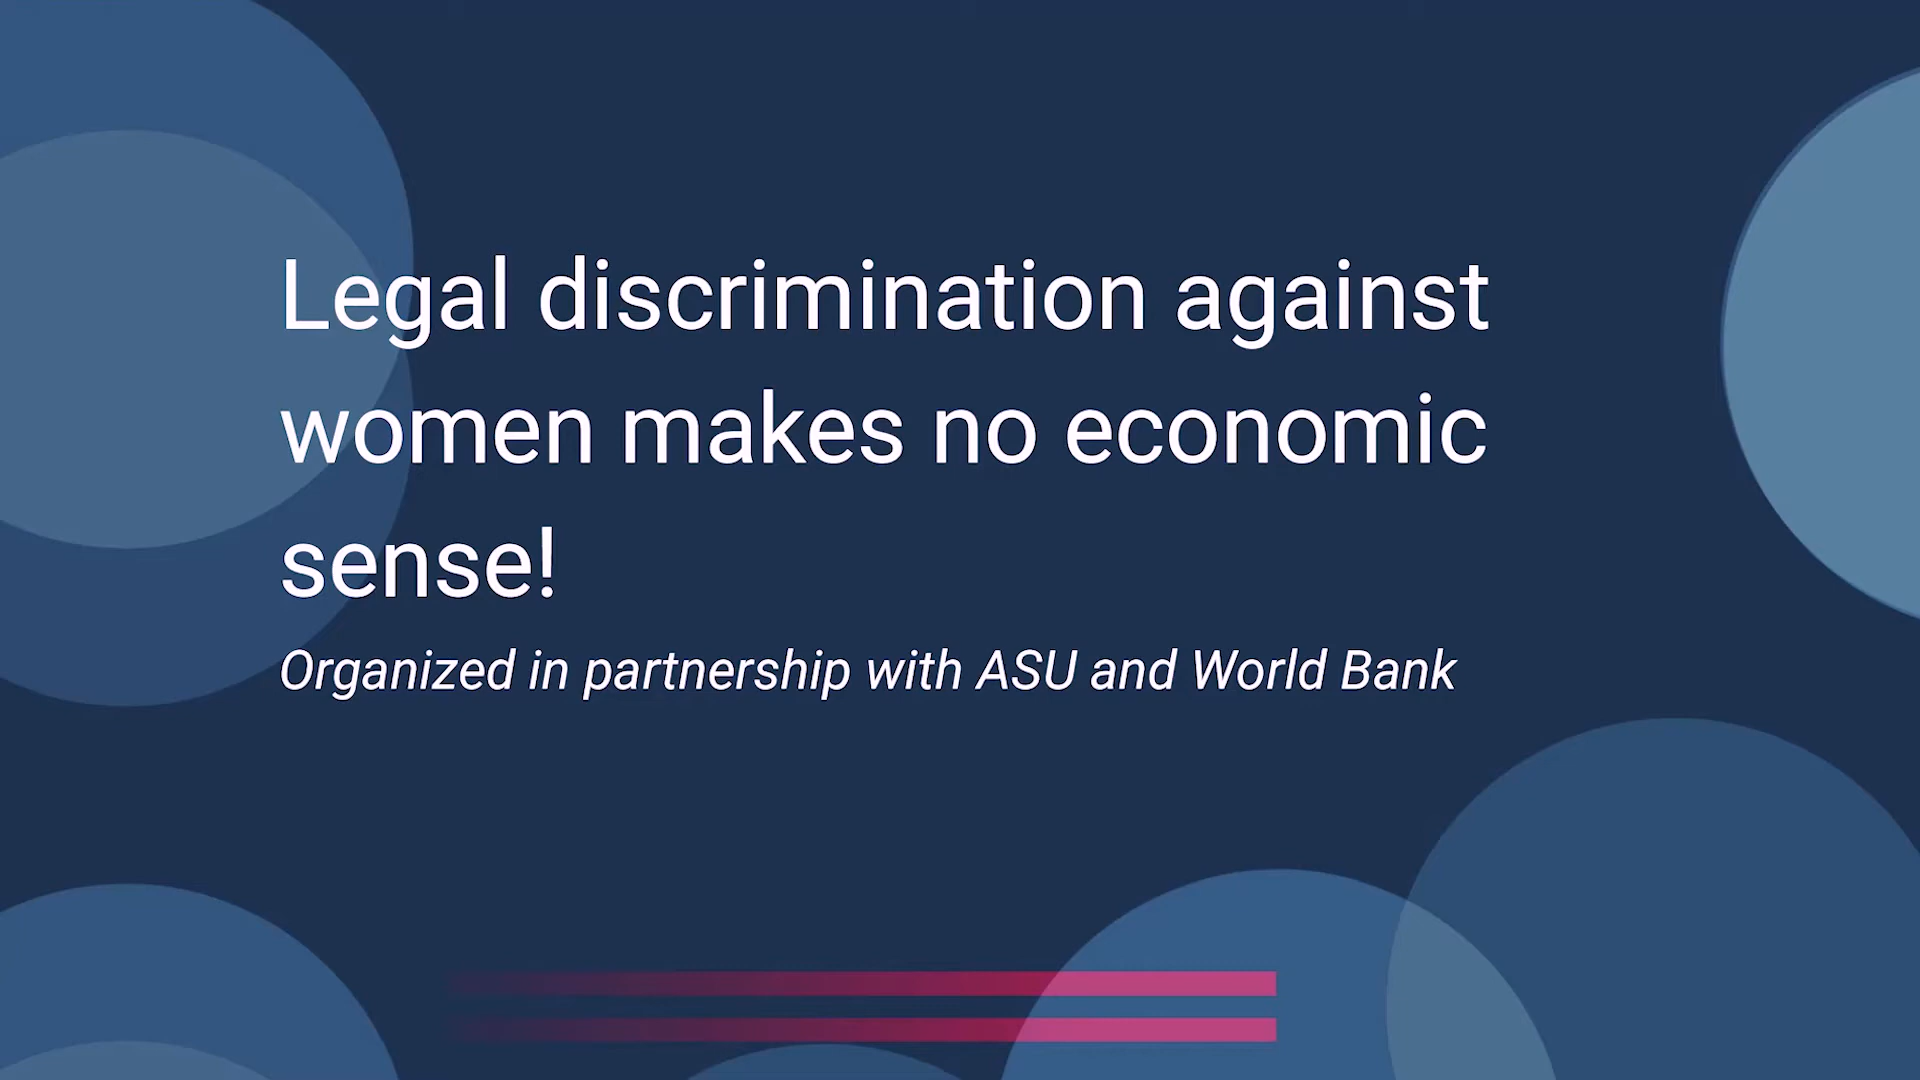 Legal discrimination against
women makes no economic
sense!
Organized in partnership with ASU and World Bank